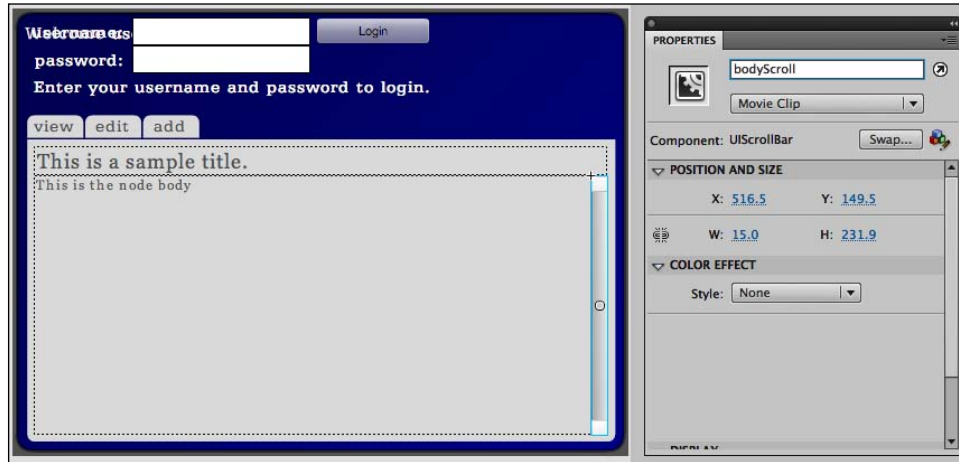 username:
Login
password:
Enter your username and password to login.
view edit add
This is a sample title.
This is the node body
PROPERTIES
bodyScroll
Movie Clip
Component: UIScrollBar
Swap...
POSITION AND SIZE
X: 516.5 Y: 149.5
W: 15.0 H: 231.9
COLOR EFFECT
Style: None